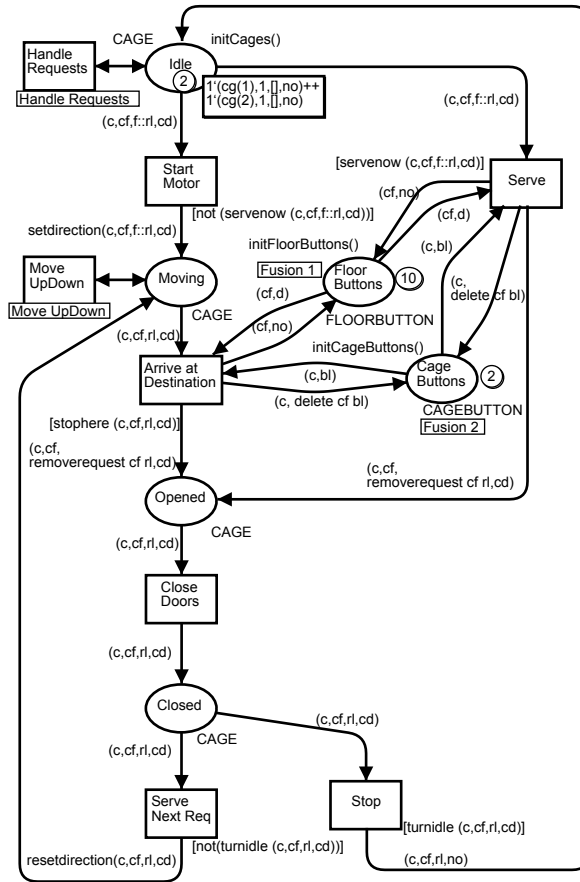 CAGE
initCages()
Handle
Requests
Handle Requests
Idle
2
1`(cg(1),1,[],no)++
1`(cg(2),1,[],no)
(c,cf,f::rl,cd)
(c,cf,f::rl,cd)
[servenow (c,cf,f::rl,cd)]
Start
Motor
Serve
(cf,no)
(cf,d)
[not (servenow (c,cf,f::rl,cd))]
setdirection(c,cf,f::rl,cd)
initFloorButtons()
(c,bl)
(c,
delete cf bl)
Move
UpDown
Move UpDown
Moving
CAGE
Fusion 1
Floor
Buttons
10
FLOORBUTTON
(cf,d)
(cf,no)
(c,cf,rl,cd)
initCageButtons()
Arrive at
Destination
(c,bl)
(c, delete cf bl)
Cage
Buttons
2
CAGEBUTTON
Fusion 2
[stophere (c,cf,rl,cd)]
(c,cf,
removerequest cf rl,cd)
(c,cf,
removerequest cf rl,cd)
Opened
CAGE
(c,cf,rl,cd)
Close
Doors
(c,cf,rl,cd)
Closed
CAGE
(c,cf,rl,cd)
(c,cf,rl,cd)
Serve
Next Req
Stop
[not(turnidle (c,cf,rl,cd))]
[turnidle (c,cf,rl,cd)]
resetdirection(c,cf,rl,cd)
(c,cf,rl,no)